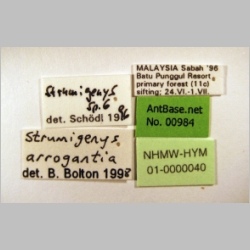 Strumigenys
sp. 6
det. Schödl 1996
MALAYSIA Sabah '96
Batu Punggul Resort,
primary forest (11c)
sifting; 24.VI.-1.VII.
AntBase.net
No. 00984
Strumigenys
arrogantia
det. B. Bolton 1998
NHMW-HYM
01-0000040